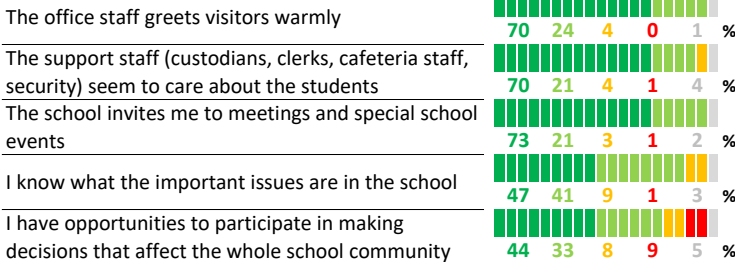 The office staff greets visitors warmly
70 24 4 0 1 %
The support staff (custodians, clerks, cafeteria staff,
security) seem to care about the students
70 21 4 1 4 %
The school invites me to meetings and special school
events
73 21 3 1 2 %
I know what the important issues are in the school
47 41 9 1 3 %
I have opportunities to participate in making
decisions that affect the whole school community
44 33 8 9 5 %